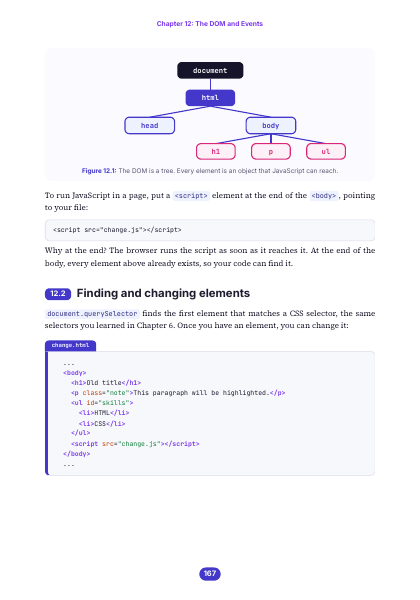 Chapter 12: The DOM and Events
document
html
head
body
h1
p
ul
Figure 12.1: The DOM is a tree. Every element is an object that JavaScript can reach.
To run JavaScript in a page, put a <script> element at the end of the <body>, pointing
to your file:
<script src="change.js"></script>
Why at the end? The browser runs the script as soon as it reaches it. At the end of the
body, every element above already exists, so your code can find it.
12.2 Finding and changing elements
document.querySelector finds the first element that matches a CSS selector, the same
selectors you learned in Chapter 6. Once you have an element, you can change it:
change.html
...
<body>
<h1>Old title</h1>
<p class="note">This paragraph will be highlighted.</p>
<ul id="skills">
<li>HTML</li>
<li>CSS</li>
</ul>
<script src="change.js"></script>
</body>
...
167